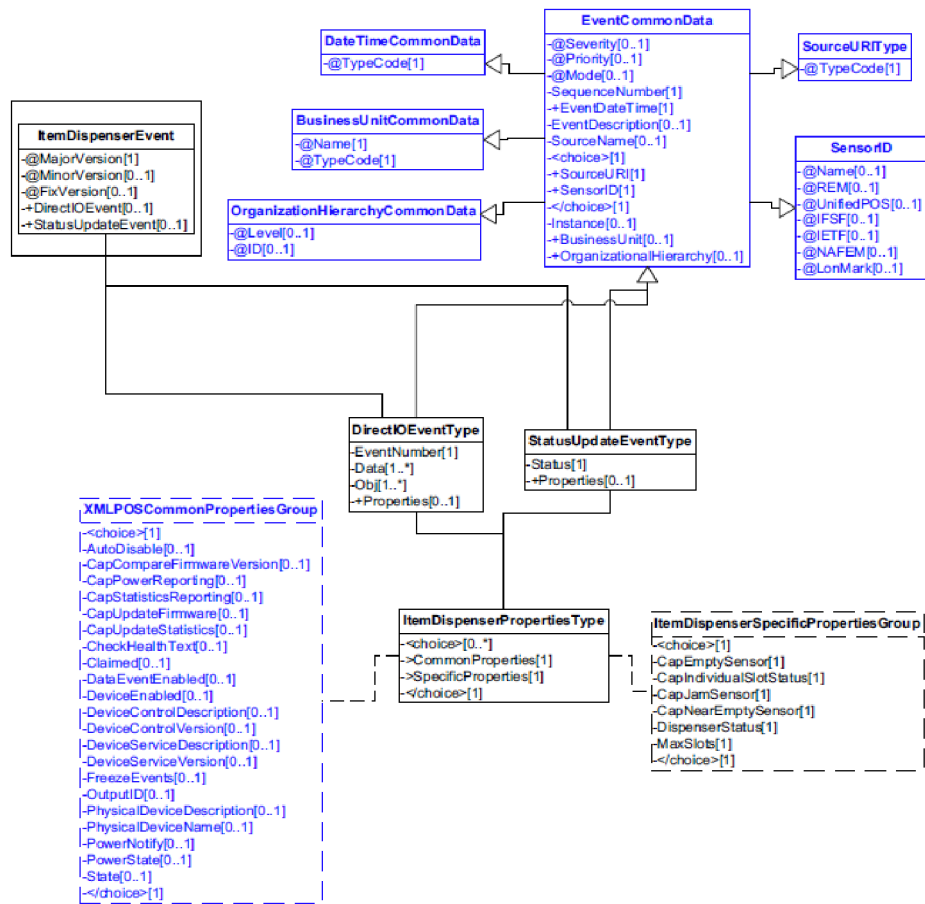 EventCommonData
-@Severity[0..1]
-@Priority[0..1]
-@Mode[0..1]
-SequenceNumber[1]
-+EventDateTime[1]
-EventDescription[0..1]
-SourceName[0..1]
-<choice>[1]
-+SourceURI[1]
-+SensorID[1]
-</choice>[1]
-Instance[0..1]
-+BusinessUnit[0..1]
-+OrganizationalHierarchy[0..1]
DateTimeCommonData
-@TypeCode[1]
SourceURIType
-@TypeCode[1]
ItemDispenserEvent
-@MajorVersion[1]
-@MinorVersion[0..1]
-@FixVersion[0..1]
-+DirectIOEvent[0..1]
-+StatusUpdateEvent[0..1]
BusinessUnitCommonData
-@Name[1]
-@TypeCode[1]
SensorID
-@Name[0..1]
-@REM[0..1]
-@UnifiedPOS[0..1]
-@IFSF[0..1]
-@IETF[0..1]
-@NAFEM[0..1]
-@LonMark[0..1]
OrganizationHierarchyCommonData
-@Level[0..1]
-@ID[0..1]
DirectIOEventType
-EventNumber[1]
-Data[1..*]
-Obj[1..*]
-+Properties[0..1]
StatusUpdateEventType
-Status[1]
-+Properties[0..1]
XMLPOSCommonPropertiesGroup
-<choice>[1]
-AutoDisable[0..1]
-CapCompareFirmwareVersion[0..1]
-CapPowerReporting[0..1]
-CapStatisticsReporting[0..1]
-CapUpdateFirmware[0..1]
-CapUpdateStatistics[0..1]
-CheckHealthText[0..1]
-Claimed[0..1]
-DataEventEnabled[0..1]
-DeviceEnabled[0..1]
-DeviceControlDescription[0..1]
-DeviceControlVersion[0..1]
-DeviceServiceDescription[0..1]
-DeviceServiceVersion[0..1]
-FreezeEvents[0..1]
-OutputID[0..1]
-PhysicalDeviceDescription[0..1]
-PhysicalDeviceName[0..1]
-PowerNotify[0..1]
-PowerState[0..1]
-State[0..1]
-</choice>[1]
ItemDispenserPropertiesType
-<choice>[0..*]
->CommonProperties[1]
->SpecificProperties[1]
-</choice>[1]
ItemDispenserSpecificPropertiesGroup
-<choice>[1]
-CapEmptySensor[1]
-CapIndividualSlotStatus[1]
-CapJamSensor[1]
-CapNearEmptySensor[1]
-DispenserStatus[1]
-MaxSlots[1]
-</choice>[1]